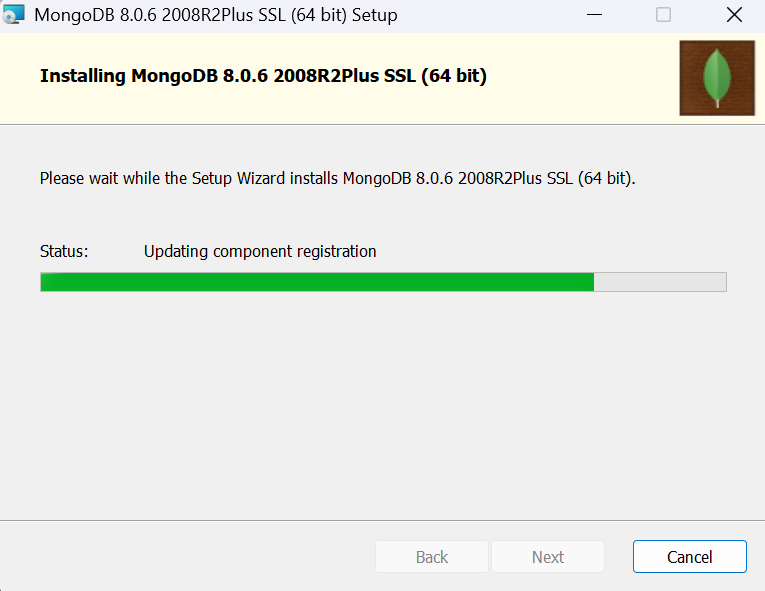 MongoDB 8.0.6 2008R2Plus SSL (64 bit) Setup
Installing MongoDB 8.0.6 2008R2Plus SSL (64 bit)
Please wait while the Setup Wizard installs MongoDB 8.0.6 2008R2Plus SSL (64 bit).
Status: Updating component registration
Back Next Cancel